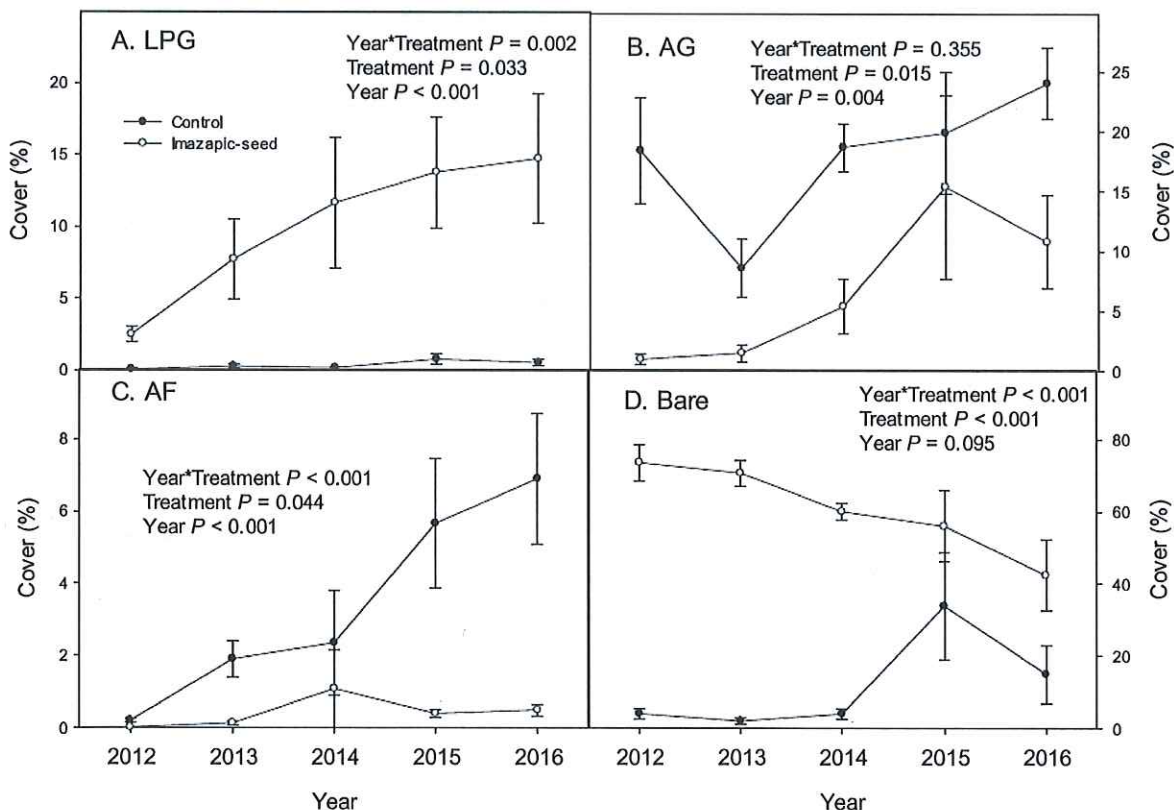 A. LPG
Year*Treatment P = 0.002
Treatment P = 0.033
Year P < 0.001
Control
Imazapic-seed
20
15
10
5
0
Cover (%)
B. AG
Year*Treatment P = 0.355
Treatment P = 0.015
Year P = 0.004
25
20
15
10
5
0
Cover (%)
C. AF
Year*Treatment P < 0.001
Treatment P = 0.044
Year P < 0.001
8
6
4
2
0
Cover (%)
2012 2013 2014 2015 2016
Year
D. Bare
Year*Treatment P < 0.001
Treatment P < 0.001
Year P = 0.095
80
60
40
20
0
Cover (%)
2012 2013 2014 2015 2016
Year